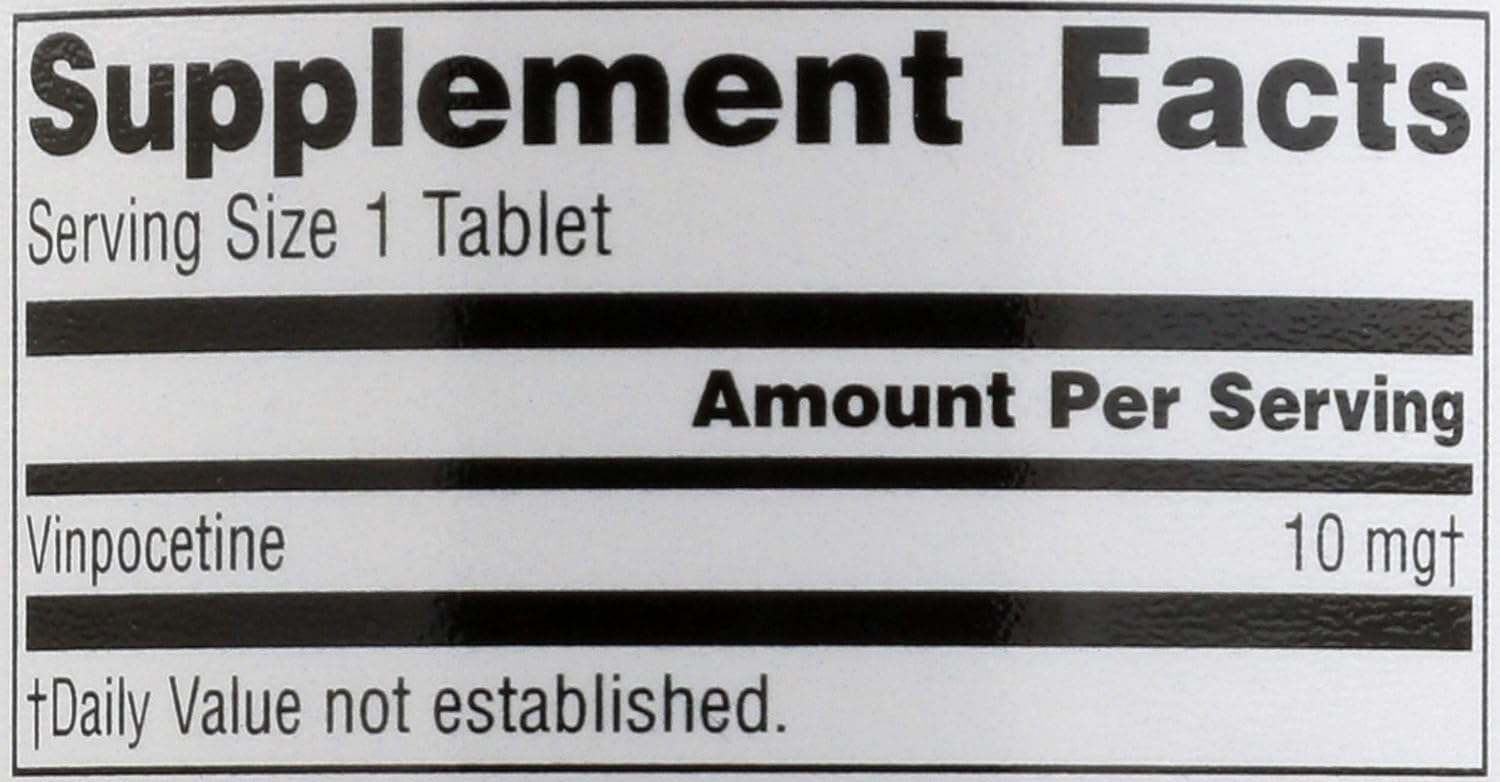 Supplement Facts
Serving Size 1 Tablet
Amount Per Serving
Vinpocetine 10 mg†
†Daily Value not established.